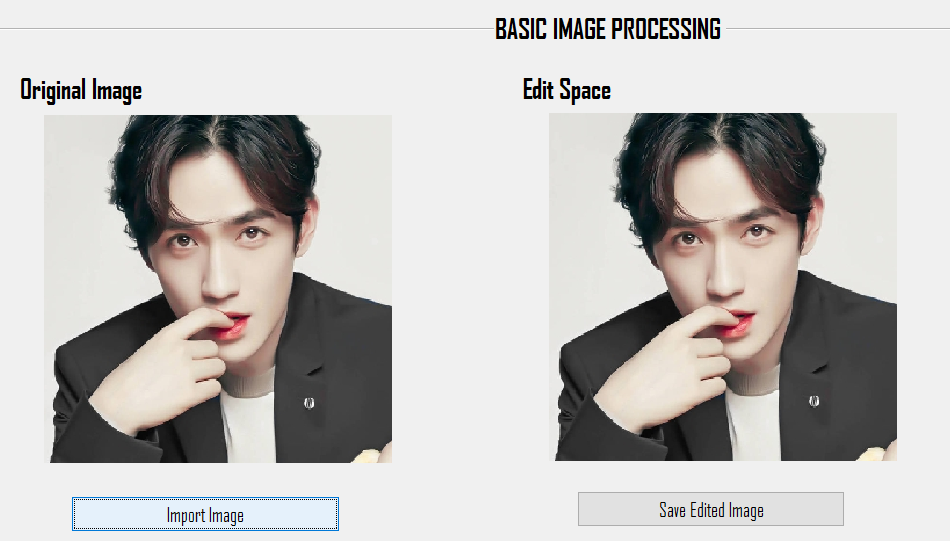 BASIC IMAGE PROCESSING
Original Image
Edit Space
Import Image
Save Edited Image